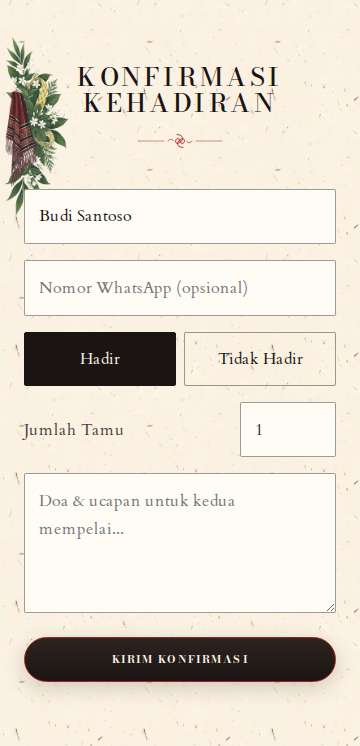 KONFIRMASI
KEHADIRAN
Budi Santoso
Nomor WhatsApp (opsional)
Hadir
Tidak Hadir
Jumlah Tamu
1
Doa & ucapan untuk kedua
mempelai...
KIRIM KONFIRMASI